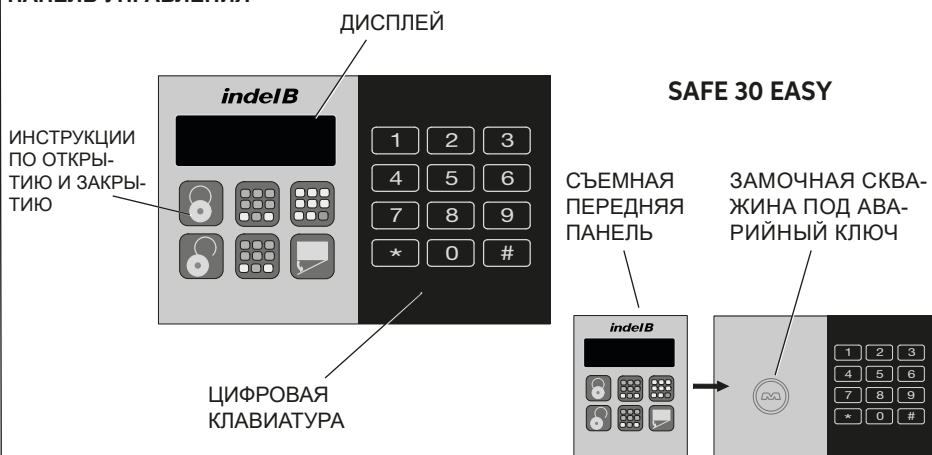 ПАНЕЛЬ УПРАВЛЕНИЯ
ДИСПЛЕЙ
indelB
SAFE 30 EASY
ИНСТРУКЦИИ
ПО ОТКРЫ-
ТИЮ И ЗАКРЫ-
ТИЮ
1 2 3
4 5 6
7 8 9
* 0 #
СЪЕМНАЯ
ПЕРЕДНЯЯ
ПАНЕЛЬ
ЗАМОЧНАЯ СКВА-
ЖИНА ПОД АВА-
РИЙНЫЙ КЛЮЧ
indelB
1 2 3
4 5 6
7 8 9
* 0 #
ЦИФРОВАЯ
КЛАВИАТУРА